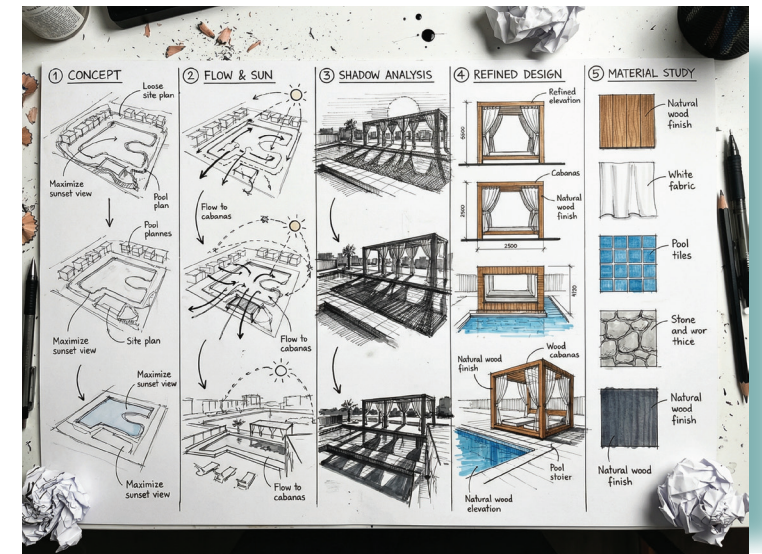 ① CONCEPT
Loose
site plan
Maximize
sunset view
Pool
plan
Pool
plannes
Maximize
sunset view
Site plan
Maximize
sunset view
Maximize
sunset view
② FLOW & SUN
Flow to
cabanas
Flow to
cabanas
Flow to
cabanas
③ SHADOW ANALYSIS
④ REFINED DESIGN
Refined
elevation
Cabanas
2500
Natural
wood
finish
2500
Wood
cabanas
Natural wood
finish
Pool
stoier
Natural wood
elevation
⑤ MATERIAL STUDY
Natural
wood
finish
White
fabric
Pool
tiles
Stone
and wor
thice
Natural
wood
finish
Natural wood
finish